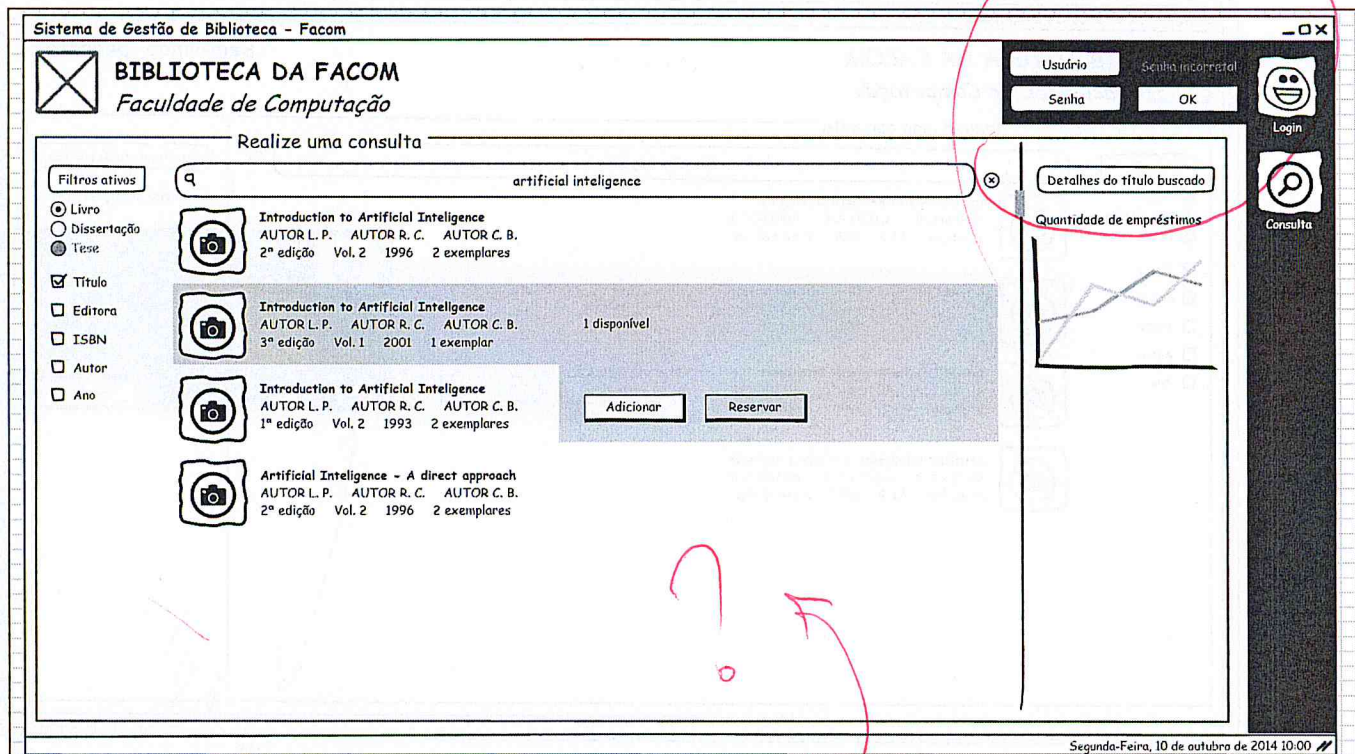 Sistema de Gestão de Biblioteca - Facom
BIBLIOTECA DA FACOM
Faculdade de Computação
Usuário
Senha incorreta!
Senha
OK
Login
Consulta
Realize uma consulta
Filtros ativos
Livro
Dissertação
Tese
Título
Editora
ISBN
Autor
Ano
artificial inteligence
Introduction to Artificial Inteligence
AUTOR L. P. AUTOR R. C. AUTOR C. B.
2ª edição Vol. 2 1996 2 exemplares
Introduction to Artificial Inteligence
AUTOR L. P. AUTOR R. C. AUTOR C. B.
3ª edição Vol. 1 2001 1 exemplar
1 disponível
Introduction to Artificial Inteligence
AUTOR L. P. AUTOR R. C. AUTOR C. B.
1ª edição Vol. 2 1993 2 exemplares
Adicionar
Reservar
Artificial Inteligence - A direct approach
AUTOR L. P. AUTOR R. C. AUTOR C. B.
2ª edição Vol. 2 1996 2 exemplares
Detalhes do título buscado
Quantidade de empréstimos
?
Segunda-Feira, 10 de outubro de 2014 10:00